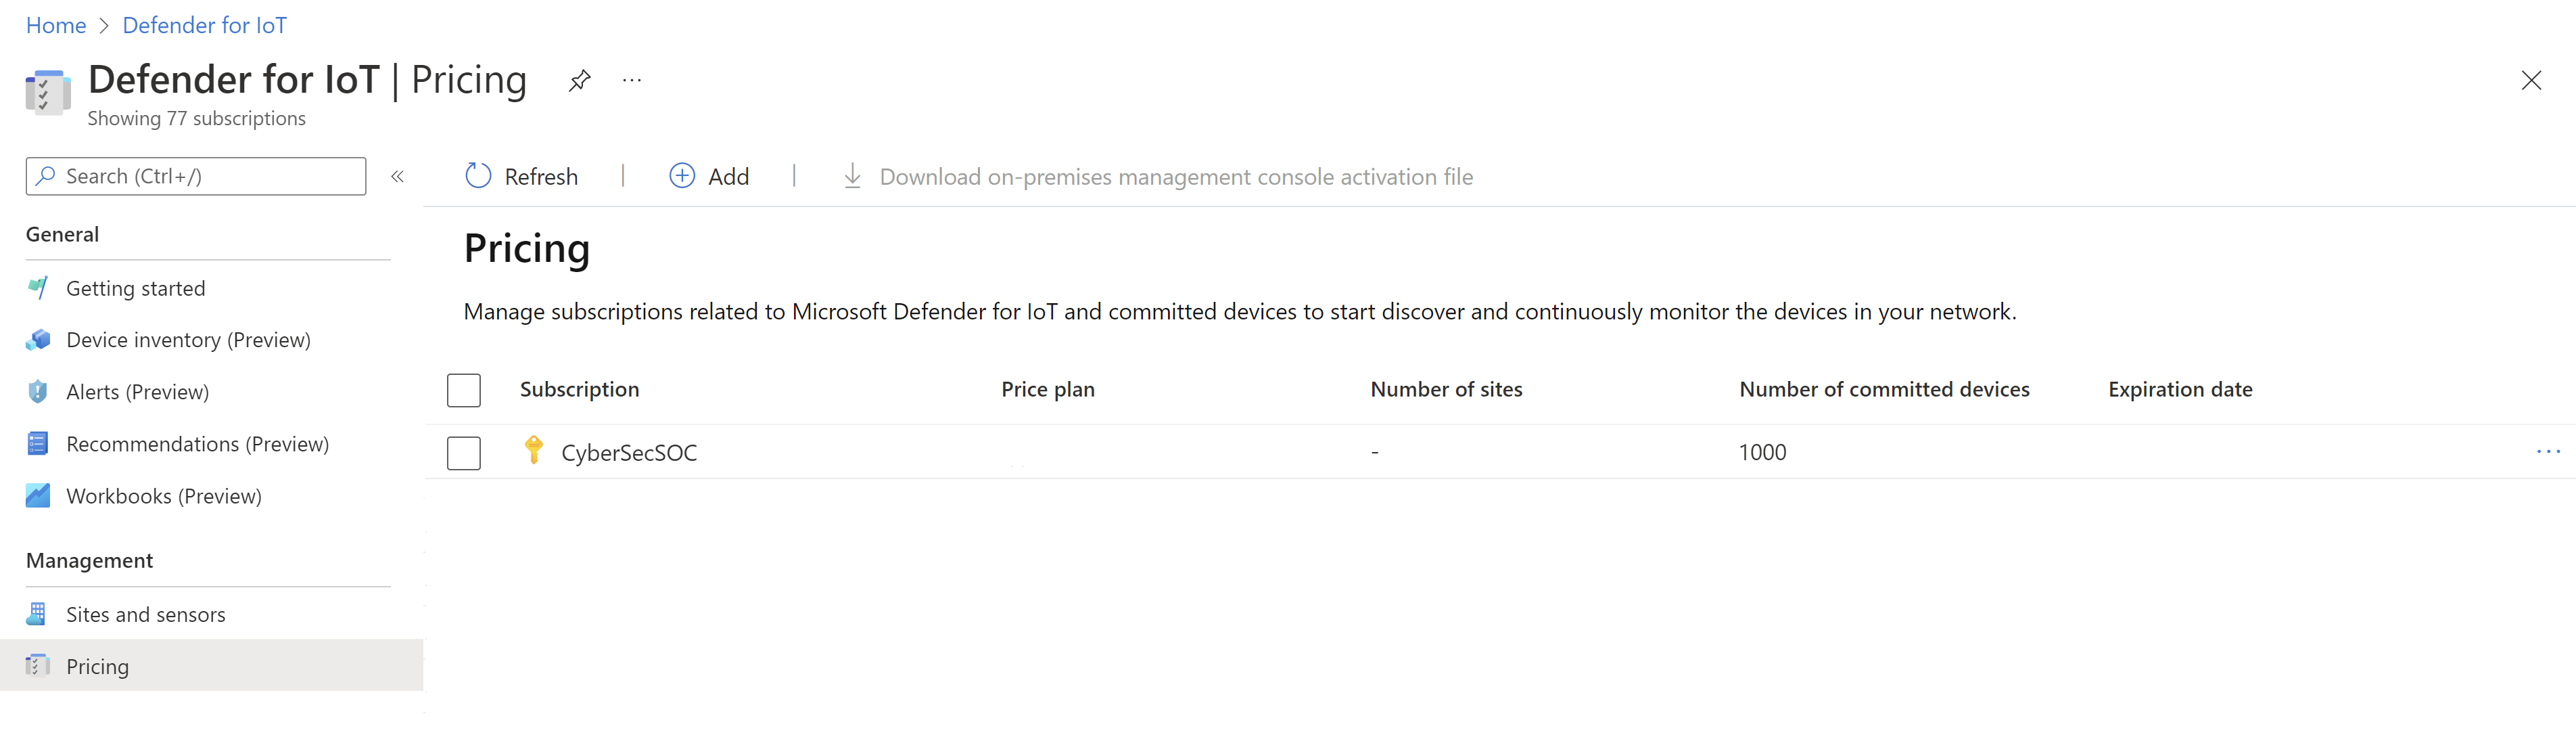 Home > Defender for IoT
Defender for IoT | Pricing ...
Showing 77 subscriptions
Search (Ctrl+/) «
Refresh | Add | Download on-premises management console activation file
General
Getting started
Device inventory (Preview)
Alerts (Preview)
Recommendations (Preview)
Workbooks (Preview)
Management
Sites and sensors
Pricing
Pricing
Manage subscriptions related to Microsoft Defender for IoT and committed devices to start discover and continuously monitor the devices in your network.
Subscription Price plan Number of sites Number of committed devices Expiration date
CyberSecSOC - 1000 ...